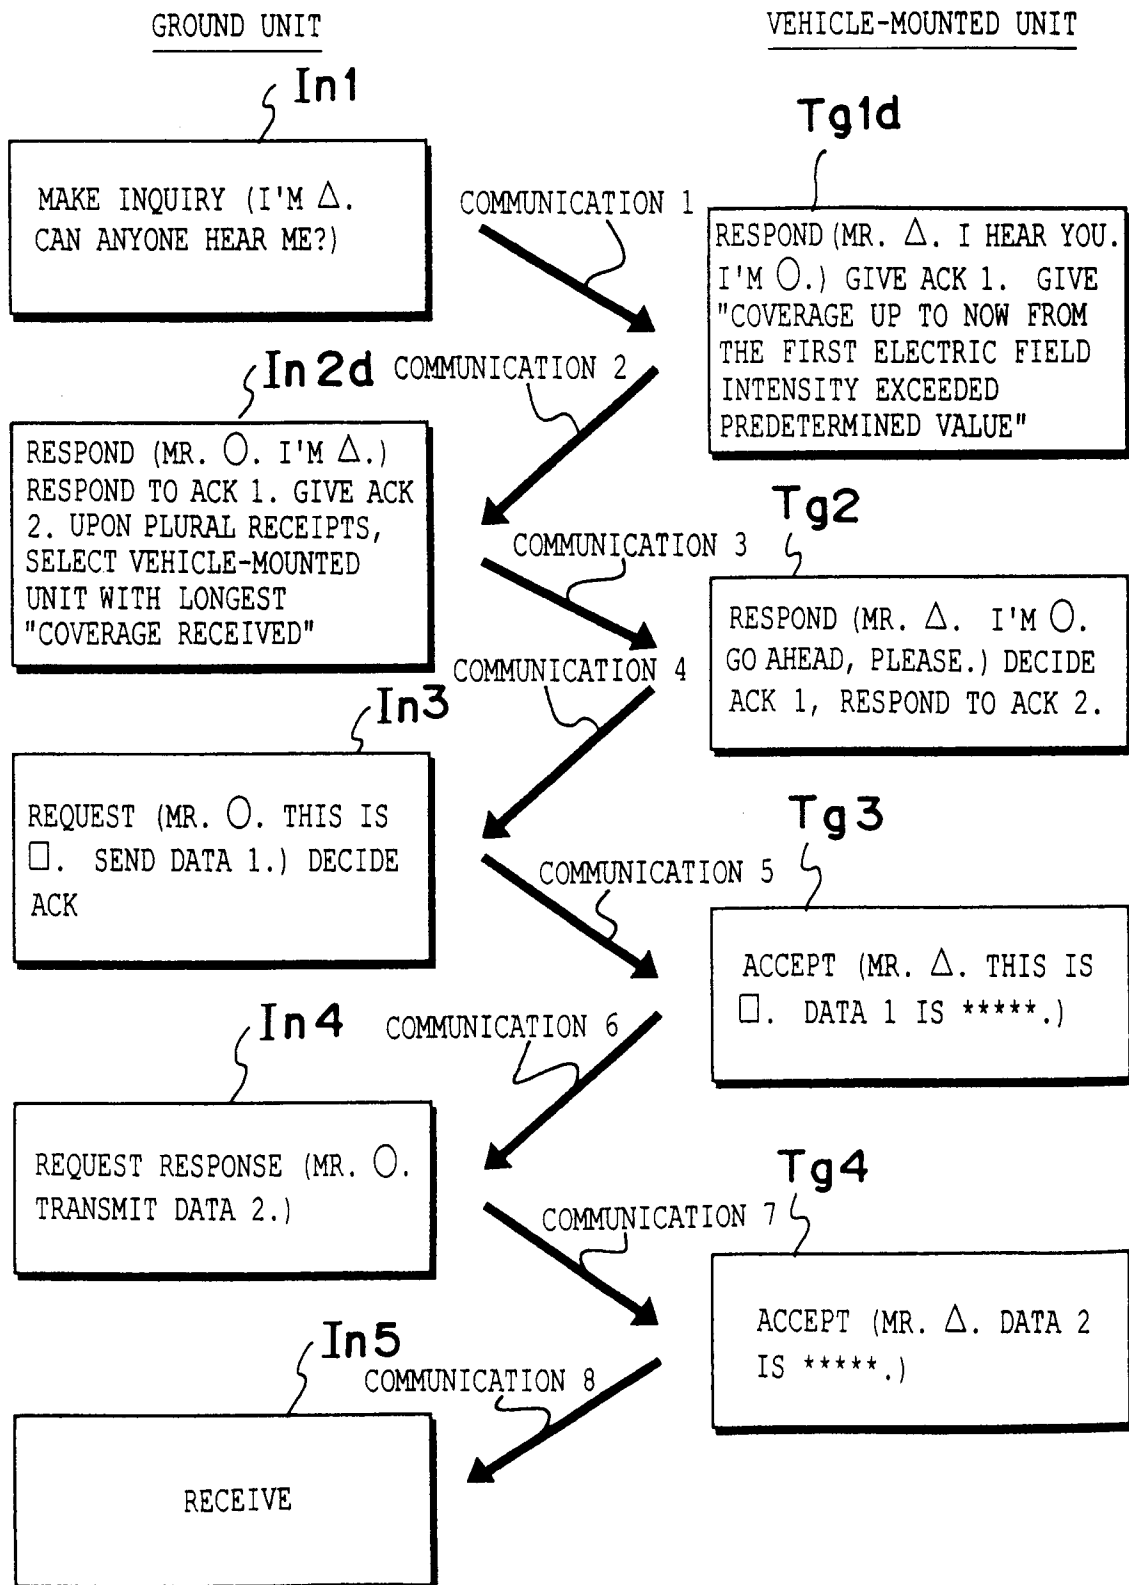 GROUND UNIT
VEHICLE-MOUNTED UNIT
In1
MAKE INQUIRY (I'M △.
CAN ANYONE HEAR ME?)
COMMUNICATION 1
Tg1d
RESPOND (MR. △. I HEAR YOU.
I'M ○.) GIVE ACK 1. GIVE
"COVERAGE UP TO NOW FROM
THE FIRST ELECTRIC FIELD
INTENSITY EXCEEDED
PREDETERMINED VALUE"
COMMUNICATION 2
In2d
RESPOND (MR. ○. I'M △.)
RESPOND TO ACK 1. GIVE ACK
2. UPON PLURAL RECEIPTS,
SELECT VEHICLE-MOUNTED
UNIT WITH LONGEST
"COVERAGE RECEIVED"
COMMUNICATION 3
Tg2
RESPOND (MR. △. I'M ○.
GO AHEAD, PLEASE.) DECIDE
ACK 1, RESPOND TO ACK 2.
COMMUNICATION 4
In3
REQUEST (MR. ○. THIS IS
□. SEND DATA 1.) DECIDE
ACK
COMMUNICATION 5
Tg3
ACCEPT (MR. △. THIS IS
□. DATA 1 IS *****.)
COMMUNICATION 6
In4
REQUEST RESPONSE (MR. ○.
TRANSMIT DATA 2.)
COMMUNICATION 7
Tg4
ACCEPT (MR. △. DATA 2
IS *****.)
COMMUNICATION 8
In5
RECEIVE